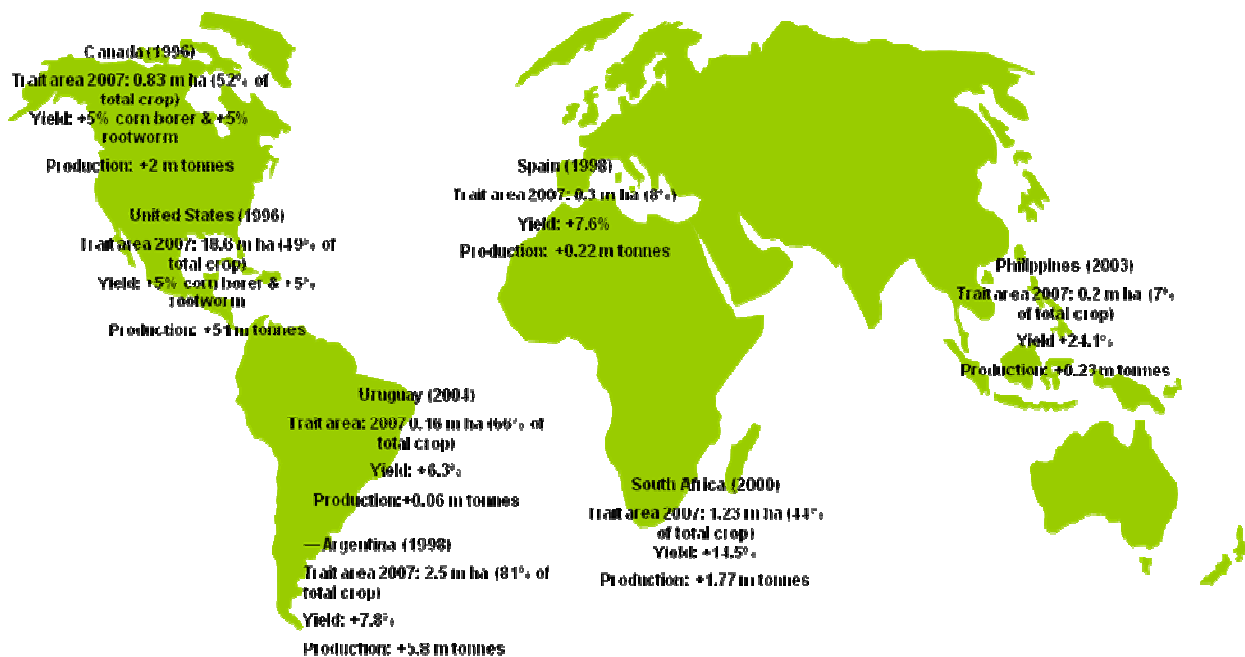 Canada (1996)
Trait area 2007: 0.83 m ha (52% of
total crop)
Yield: +5% corn borer & +5%
rootworm
Production: +2 m tonnes
United States (1996)
Trait area 2007: 18.6 m ha (49% of
total crop)
Yield: +5% corn borer & +5%
rootworm
Production: +51 m tonnes
Uruguay (2004)
Trait area: 2007 0.16 m ha (66% of
total crop)
Yield: +6.3%
Production:+0.06 m tonnes
—Argentina (1998)
Trait area 2007: 2.5 m ha (81% of
total crop)
Yield: +7.8%
Production: +5.8 m tonnes
Spain (1998)
Trait area 2007: 0.3 m ha (8%)
Yield: +7.6%
Production: +0.22 m tonnes
South Africa (2000)
Trait area 2007: 1.23 m ha (44%
of total crop)
Yield: +14.5%
Production: +1.77 m tonnes
Philippines (2003)
Trait area 2007: 0.2 m ha (7%
of total crop)
Yield +24.1%
Production: +0.23 m tonnes